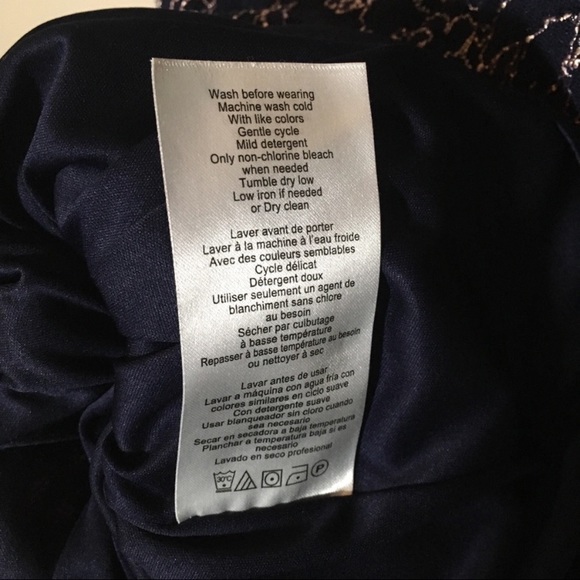 Wash before wearing
Machine wash cold
With like colors
Gentle cycle
Mild detergent
Only non-chlorine bleach
when needed
Tumble dry low
Low iron if needed
or Dry clean
Laver avant de porter
Laver à la machine à l'eau froide
Avec des couleurs semblables
Cycle délicat
Détergent doux
Utiliser seulement un agent de
blanchiment sans chlore
au besoin
Sécher par culbutage
à basse température
Repasser à basse température au besoin
ou nettoyer à sec
Lavar antes de usar
Lavar a máquina con agua fría con
colores similares en ciclo suave
Con detergente suave
Usar blanqueador sin cloro cuando
sea necesario
Secar en secadora a baja temperatura
Planchar a temperatura baja si es
necesario
Lavado en seco profesional
30°C P